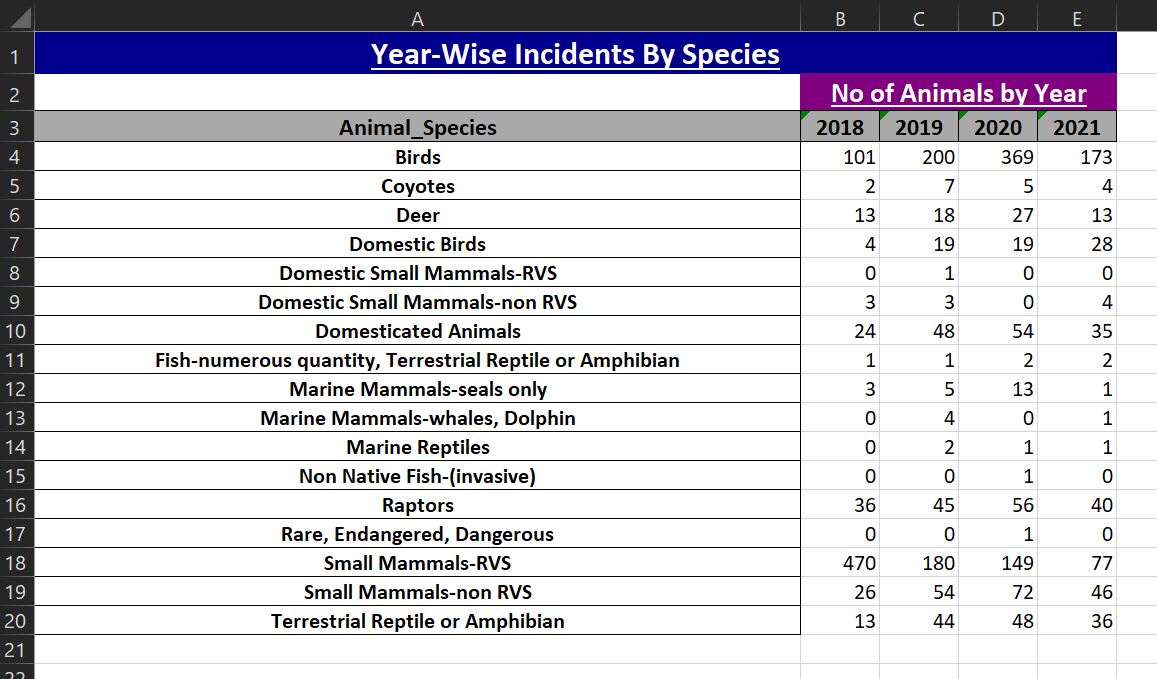 A B C D E
1 Year-Wise Incidents By Species
2 No of Animals by Year
3 Animal_Species 2018 2019 2020 2021
4 Birds 101 200 369 173
5 Coyotes 2 7 5 4
6 Deer 13 18 27 13
7 Domestic Birds 4 19 19 28
8 Domestic Small Mammals-RVS 0 1 0 0
9 Domestic Small Mammals-non RVS 3 3 0 4
10 Domesticated Animals 24 48 54 35
11 Fish-numerous quantity, Terrestrial Reptile or Amphibian 1 1 2 2
12 Marine Mammals-seals only 3 5 13 1
13 Marine Mammals-whales, Dolphin 0 4 0 1
14 Marine Reptiles 0 2 1 1
15 Non Native Fish-(invasive) 0 0 1 0
16 Raptors 36 45 56 40
17 Rare, Endangered, Dangerous 0 0 1 0
18 Small Mammals-RVS 470 180 149 77
19 Small Mammals-non RVS 26 54 72 46
20 Terrestrial Reptile or Amphibian 13 44 48 36
21
22